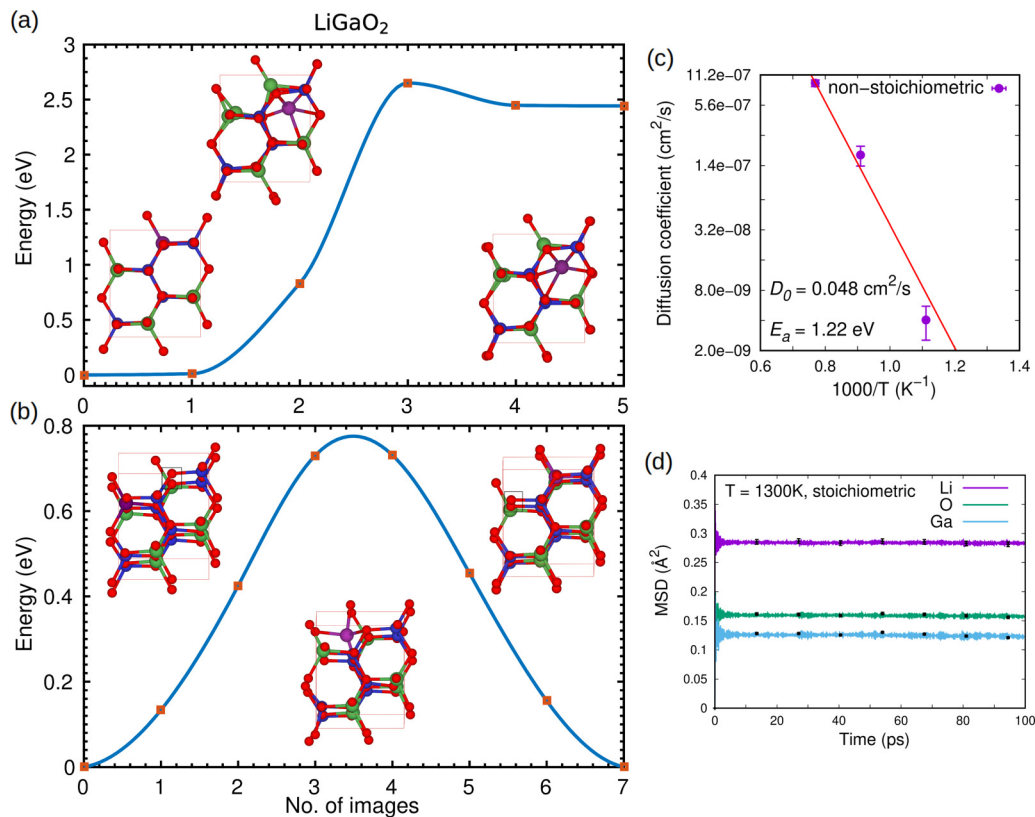 (a)
LiGaO₂
Energy (eV)
3
2.5
2
1.5
1
0.5
0
0 1 2 3 4 5
(b)
Energy (eV)
0.8
0.6
0.4
0.2
0
0 1 2 3 4 5 6 7
No. of images
(c)
Diffusion coefficient (cm²/s)
11.2e−07
5.6e−07
1.4e−07
3.2e−08
8.0e−09
2.0e−09
non−stoichiometric
D₀ = 0.048 cm²/s
Eₐ = 1.22 eV
0.6 0.8 1.0 1.2 1.4
1000/T (K⁻¹)
(d)
MSD (Å²)
0.4
0.35
0.3
0.25
0.2
0.15
0.1
0.05
0
T = 1300K, stoichiometric
Li
O
Ga
0 20 40 60 80 100
Time (ps)